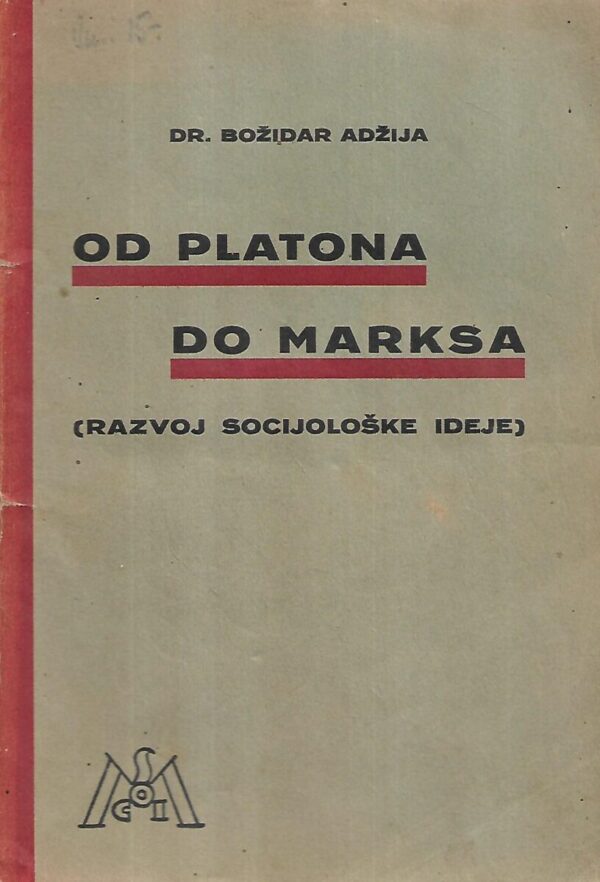 DR. BOŽIDAR ADŽIJA
OD PLATONA
DO MARKSA
(RAZVOJ SOCIJOLOŠKE IDEJE)